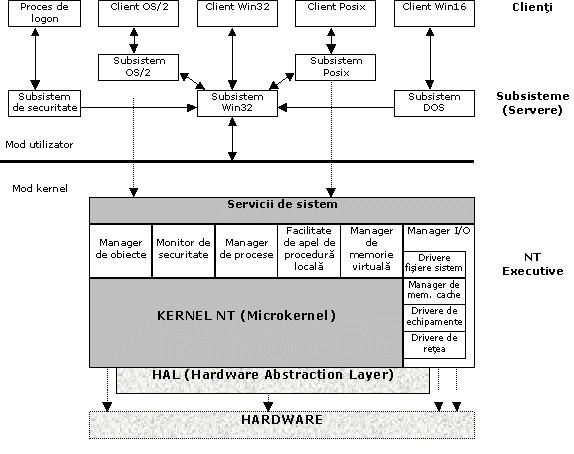 Proces de
logon
Client OS/2
Client Win32
Client Posix
Client Win16
Clienţi
Subsistem
OS/2
Subsistem
Posix
Subsistem
de securitate
Subsistem
Win32
Subsistem
DOS
Subsisteme
(Servere)
Mod utilizator
Mod kernel
Servicii de sistem
Manager
de obiecte
Monitor de
securitate
Manager
de procese
Facilitate
de apel de
procedură
locală
Manager
de
memorie
virtuală
Manager I/O
Drivere
fişiere sistem
Manager de
mem. cache
Drivere de
echipamente
Drivere de
reţea
NT
Executive
KERNEL NT (Microkernel)
HAL (Hardware Abstraction Layer)
HARDWARE